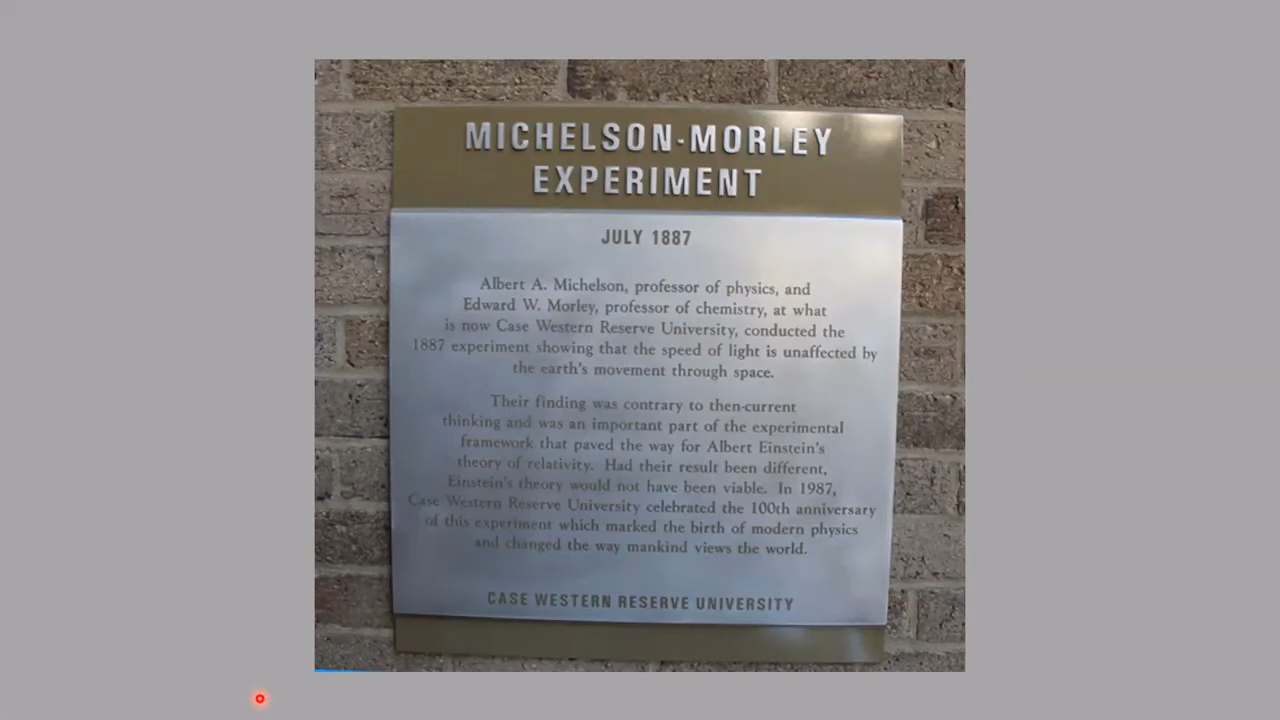 MICHELSON-MORLEY
EXPERIMENT
JULY 1887
Albert A. Michelson, professor of physics, and
Edward W. Morley, professor of chemistry, at what
is now Case Western Reserve University, conducted the
1887 experiment showing that the speed of light is unaffected by
the earth's movement through space.
Their finding was contrary to then-current
thinking and was an important part of the experimental
framework that paved the way for Albert Einstein's
theory of relativity. Had their result been different,
Einstein's theory would not have been viable. In 1987,
Case Western Reserve University celebrated the 100th anniversary
of this experiment which marked the birth of modern physics
and changed the way mankind views the world.
CASE WESTERN RESERVE UNIVERSITY